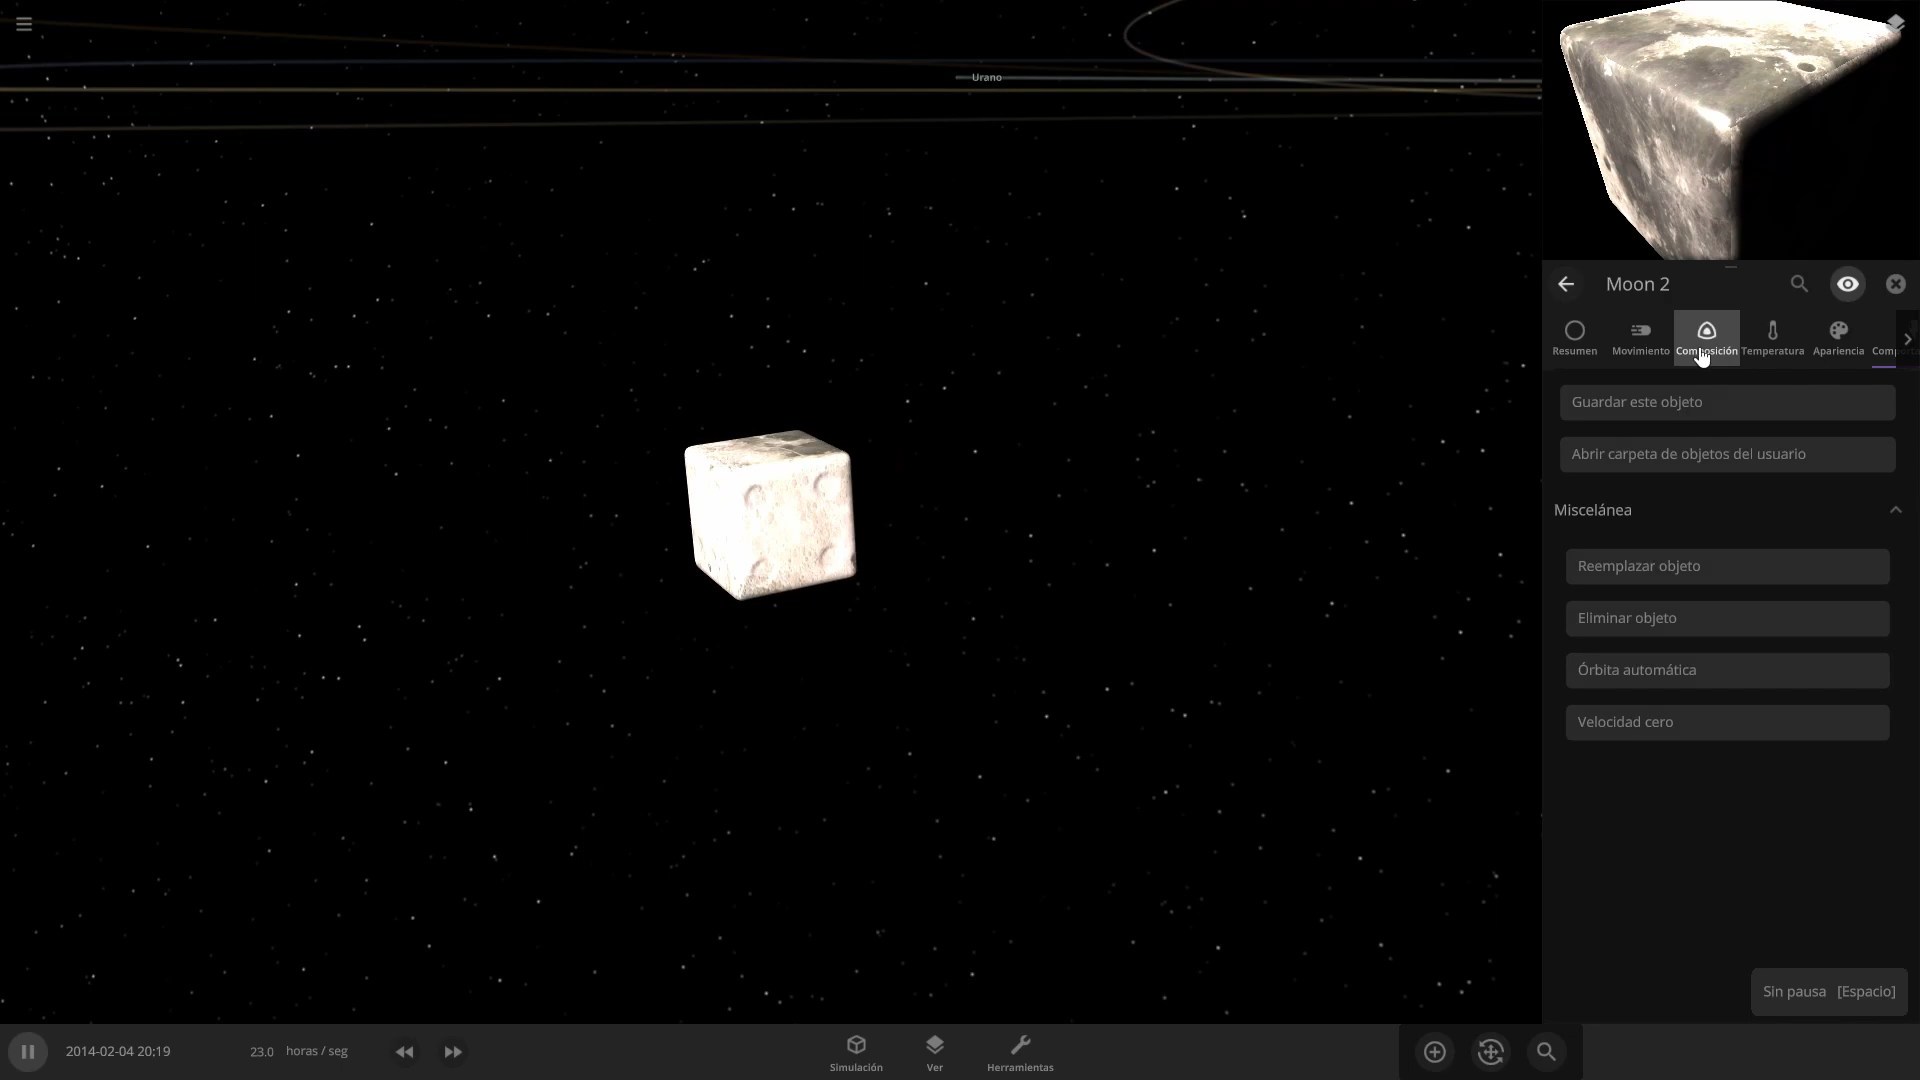 Urano
Moon 2
Resumen
Movimiento
Composición
Temperatura
Apariencia
Guardar este objeto
Abrir carpeta de objetos del usuario
Miscelánea
Reemplazar objeto
Eliminar objeto
Órbita automática
Velocidad cero
Sin pausa [Espacio]
2014-02-04 20:19
23.0 horas / seg
Simulación
Ver
Herramientas